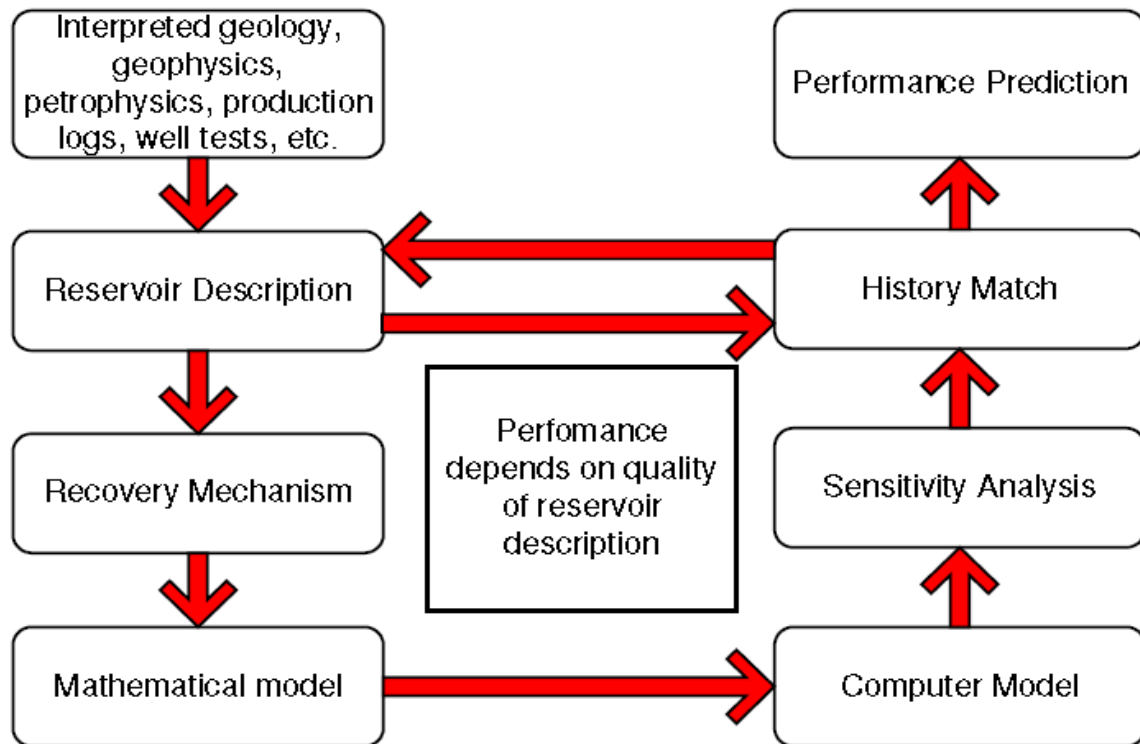 Interpreted geology,
geophysics,
petrophysics, production
logs, well tests, etc.
Performance Prediction
Reservoir Description
History Match
Perfomance
depends on quality
of reservoir
description
Recovery Mechanism
Sensitivity Analysis
Mathematical model
Computer Model